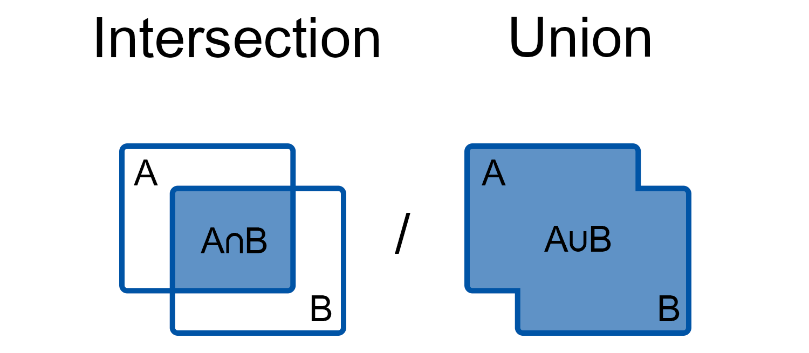 Intersection Union
A A
A∩B / A∪B
B B